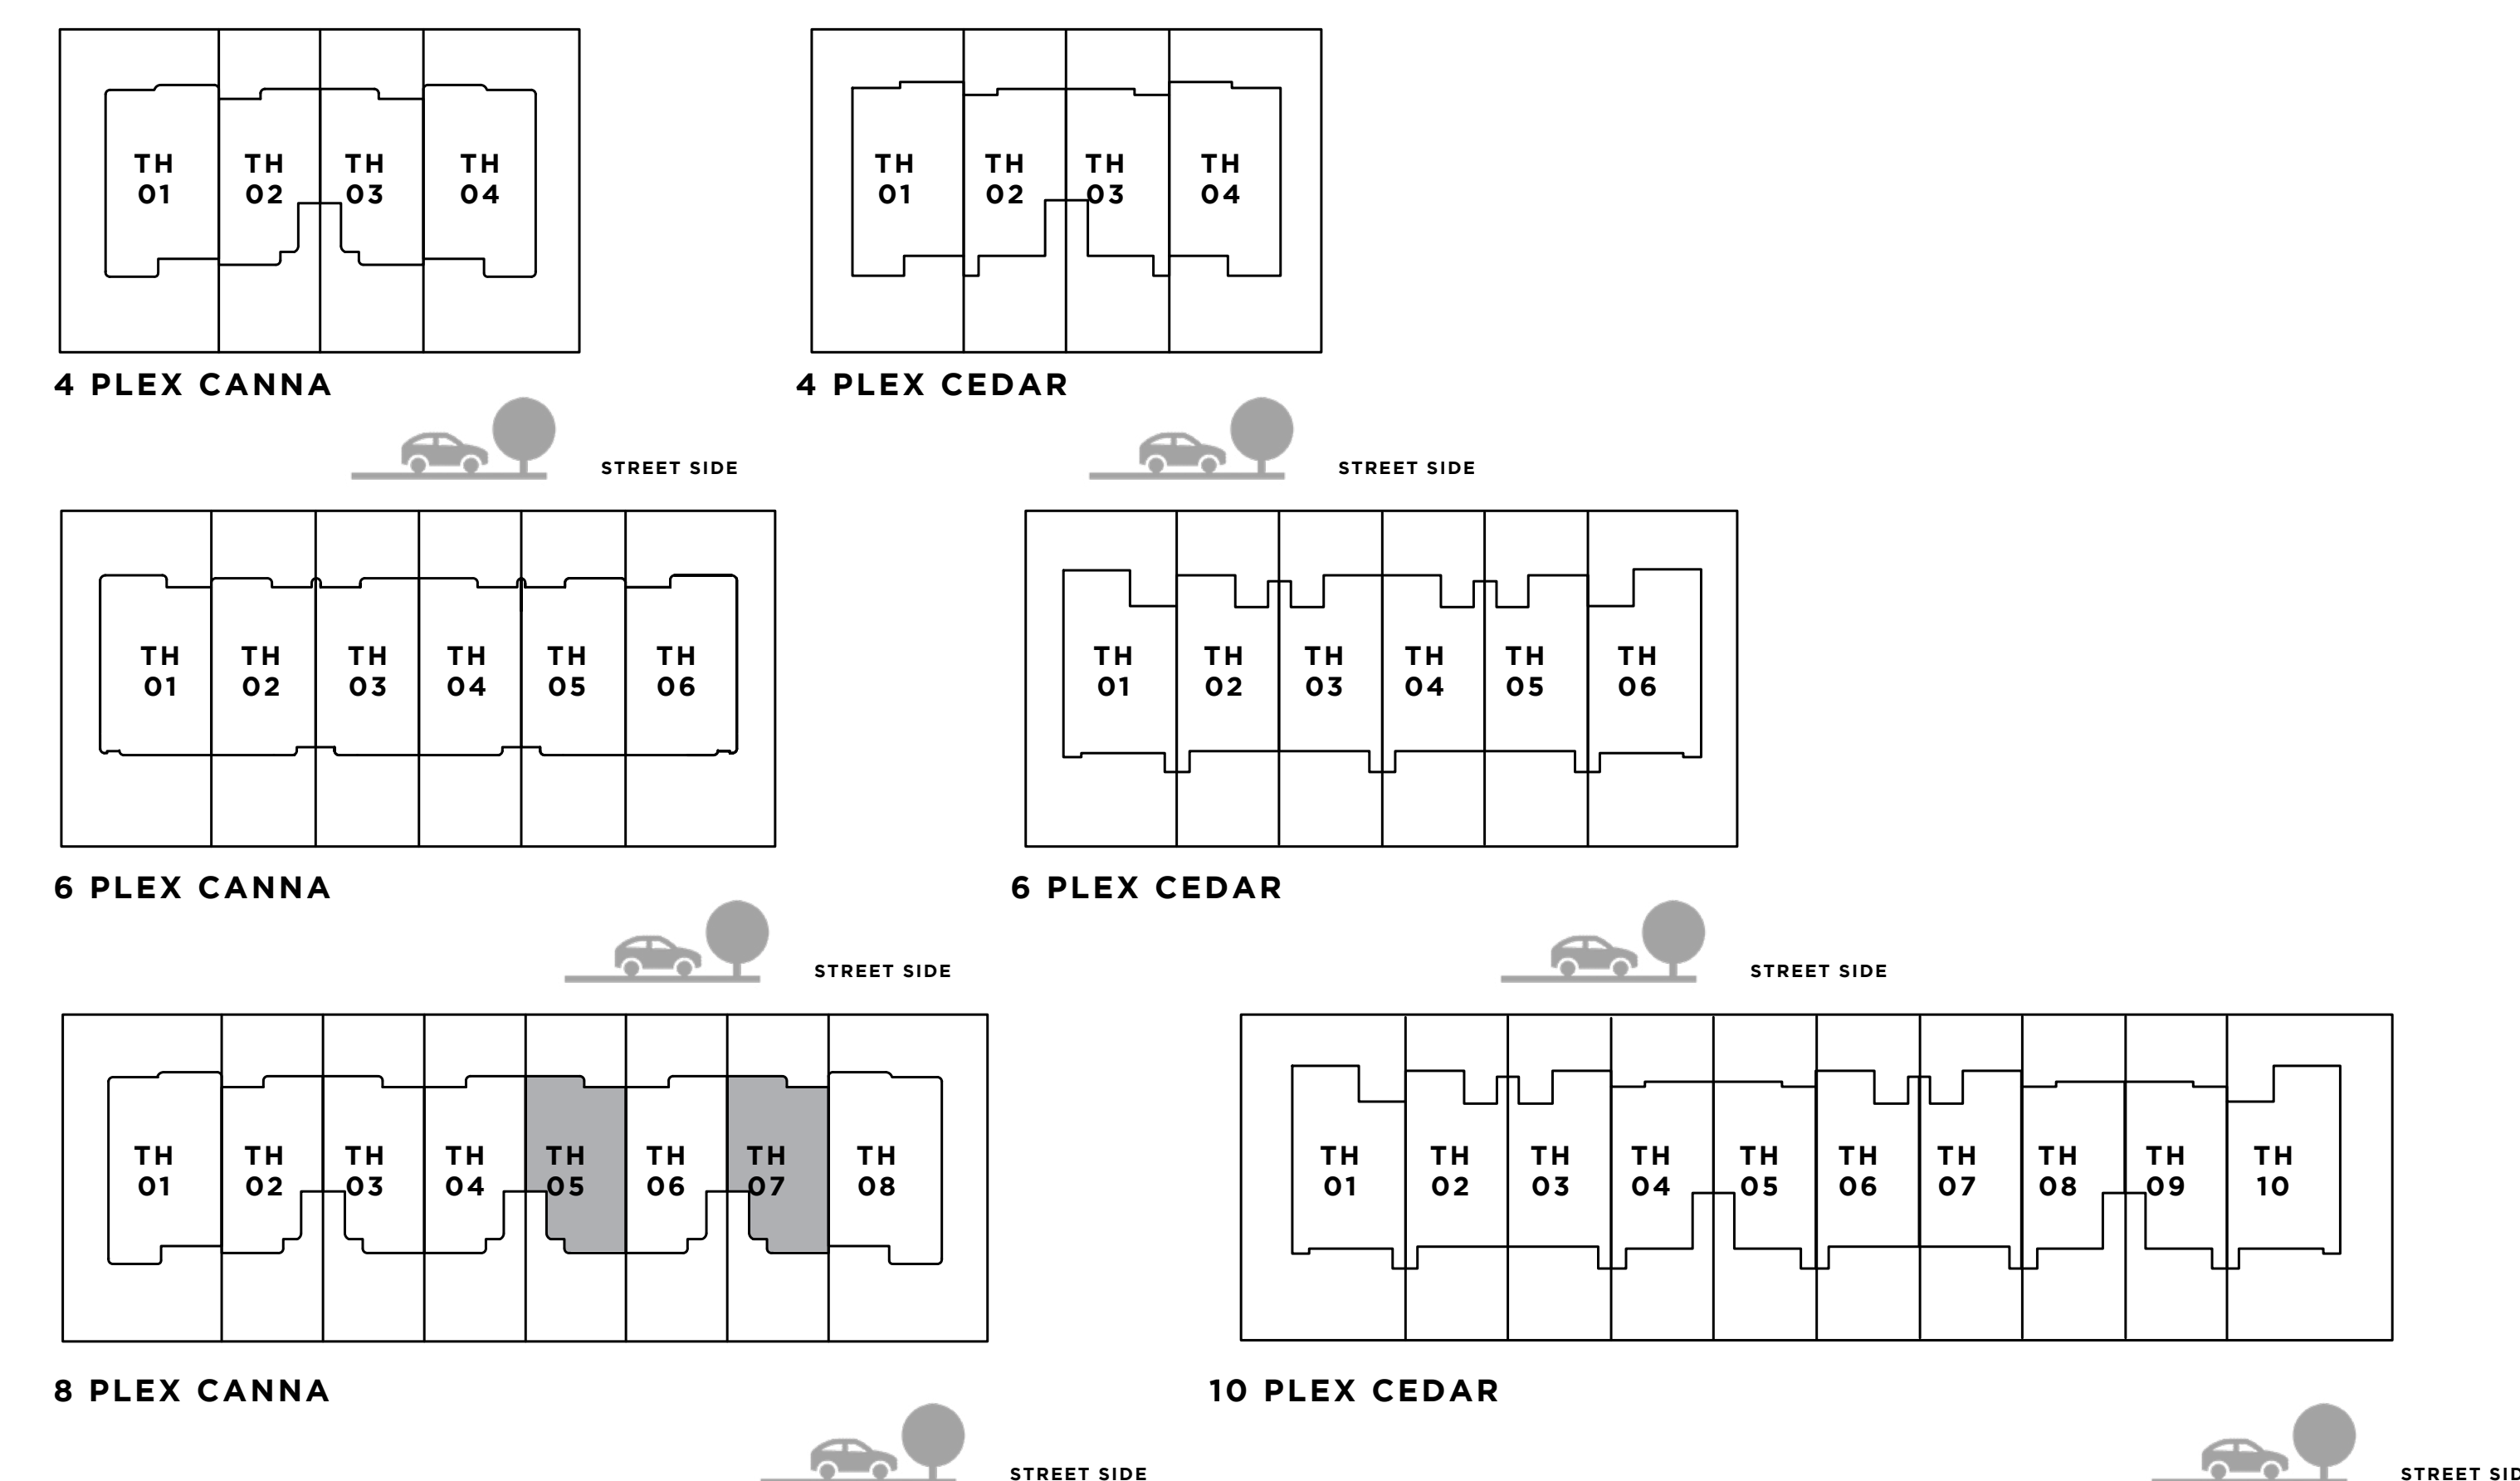 TH
01
TH
02
TH
03
TH
04
4 PLEX CANNA
STREET SIDE
TH
01
TH
02
TH
03
TH
04
4 PLEX CEDAR
STREET SIDE
TH
01
TH
02
TH
03
TH
04
TH
05
TH
06
6 PLEX CANNA
STREET SIDE
TH
01
TH
02
TH
03
TH
04
TH
05
TH
06
6 PLEX CEDAR
STREET SIDE
TH
01
TH
02
TH
03
TH
04
TH
05
TH
06
TH
07
TH
08
8 PLEX CANNA
STREET SIDE
TH
01
TH
02
TH
03
TH
04
TH
05
TH
06
TH
07
TH
08
TH
09
TH
10
10 PLEX CEDAR
STREET